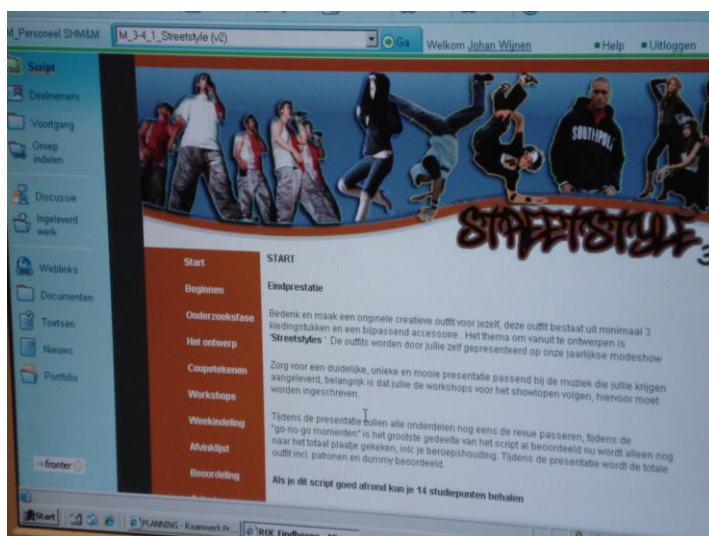 M_Personeel SHM&M
M_3-4_1_Streetstyle (v2)
Ga
Welkom Johan Wijnen
Help
Uitloggen
Script
Deelnemers
Voortgang
Groep
indelen
Discussie
Ingeleverd
werk
Weblinks
Documenten
Toetsen
Nieuws
Portfolio
fronter
SOUTHPOLE
STREETSTYLE 3
Start
Beginnen
Onderzoeksfase
Het ontwerp
Coupetekenen
Workshops
Weekindeling
Afvinklijst
Beoordeling
START
Eindprestatie
Bedenk en maak een originele creatieve outfit voor jezelf, deze outfit bestaat uit minimaal 3
kledingstukken en een bijpassend accessoire . Het thema om vanuit te ontwerpen is
'Streetstyles '. De outfits worden door jullie zelf gepresenteerd op onze jaarlijkse modeshow
Zorg voor een duidelijke, unieke en mooie presentatie passend bij de muziek die jullie krijgen
aangeleverd, belangrijk is dat jullie de workshops voor het showlopen volgen, hiervoor moet
worden ingeschreven.
Tijdens de presentatie zullen alle onderdelen nog eens de revue passeren, tijdens de
"go-no-go momenten" is het grootste gedeelte van het script al beoordeeld nu wordt alleen nog
naar het totaal plaatje gekeken, inlc je beroepshouding. Tijdens de presentatie wordt de totale
outfit incl. patronen en dummy beoordeeld.
Als je dit script goed afrond kun je 14 studiepunten behalen
Start
PLANNING - Raamwerk Pr...
ROC Eindhoven